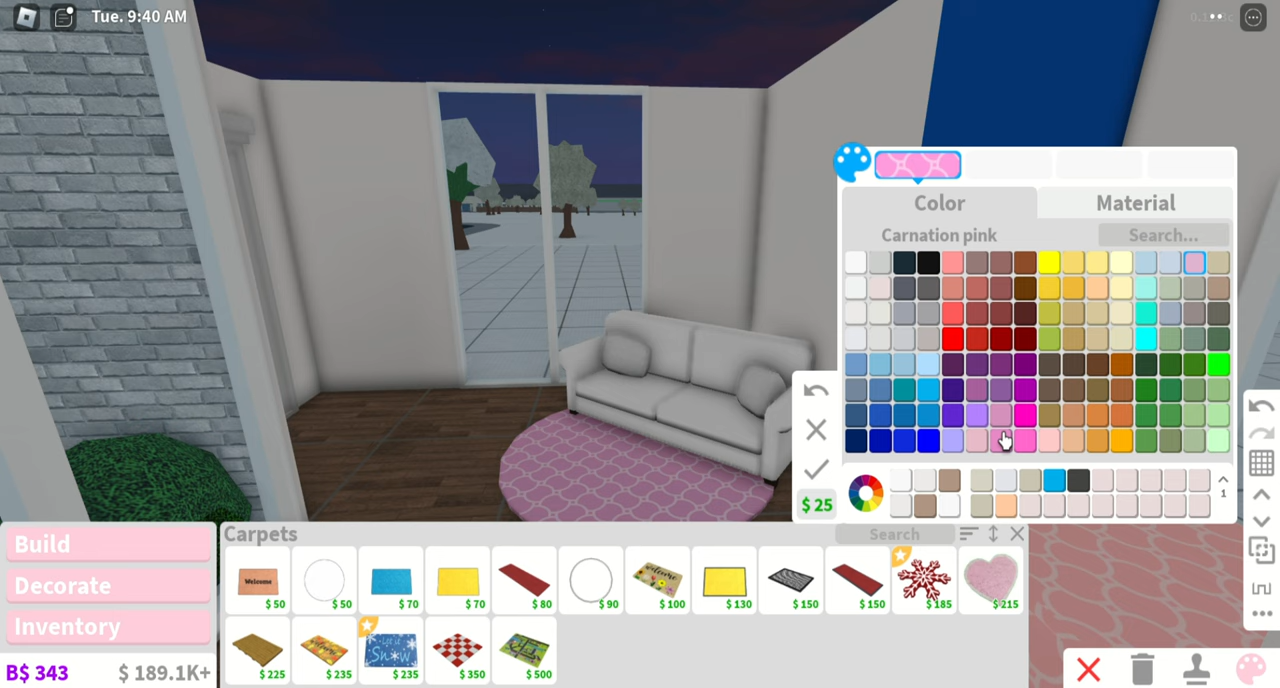 Tue. 9:40 AM
Color
Material
Carnation pink
Search...
$ 25
Build
Decorate
Inventory
B$ 343
$ 189.1K+
Carpets
Search
Welcome
$ 50
$ 50
$ 70
$ 70
$ 80
$ 90
$ 100
$ 130
$ 150
$ 150
$ 185
$ 215
$ 225
$ 235
$ 235
$ 350
$ 500
1